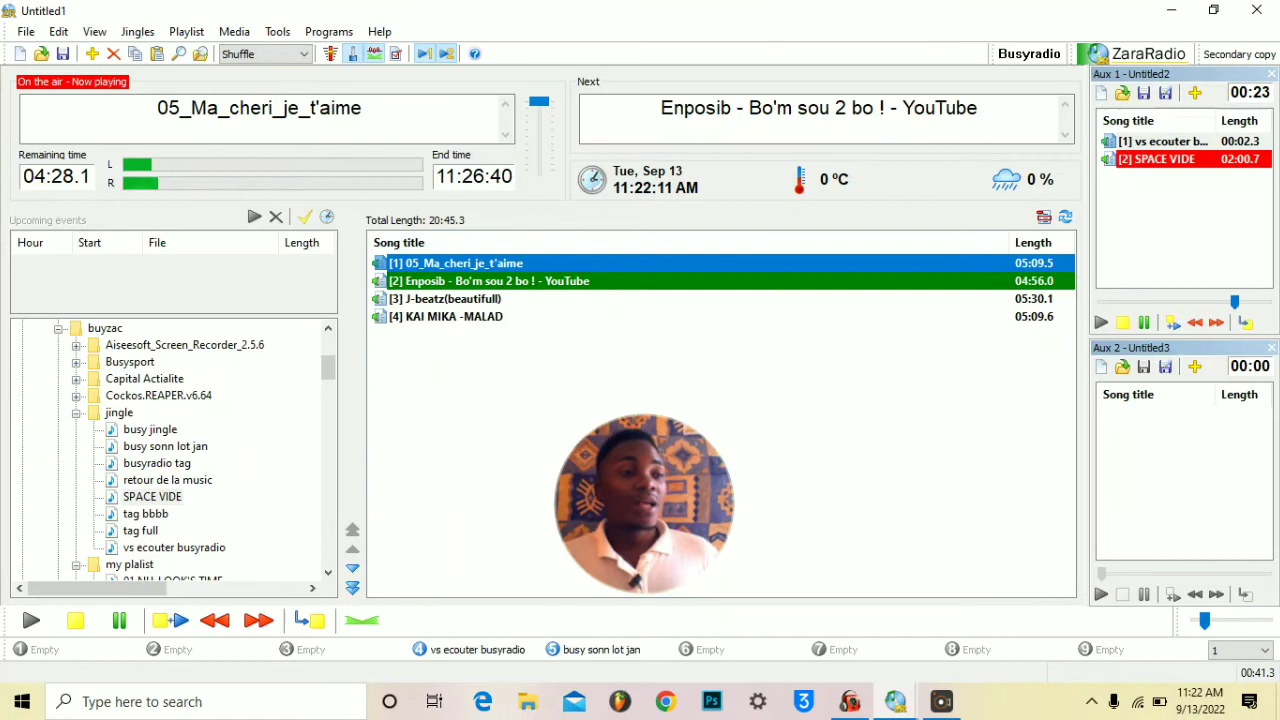 Untitled1
File Edit View Jingles Playlist Media Tools Programs Help
Shuffle
Busyradio
ZaraRadio
Secondary copy
On the air - Now playing
05_Ma_cheri_je_t'aime
Remaining time
04:28.1
L
R
End time
11:26:40
Next
Enposib - Bo'm sou 2 bo ! - YouTube
Tue, Sep 13
11:22:11 AM
0 ºC
0 %
Upcoming events
Hour Start File Length
Total Length: 20:45.3
Song title Length
[1] 05_Ma_cheri_je_t'aime 05:09.5
[2] Enposib - Bo'm sou 2 bo ! - YouTube 04:56.0
[3] J-beatz(beautifull) 05:30.1
[4] KAI MIKA -MALAD 05:09.6
buyzac
Aiseesoft_Screen_Recorder_2.5.6
Busysport
Capital Actialite
Cockos.REAPER.v6.64
jingle
busy jingle
busy sonn lot jan
busyradio tag
retour de la music
SPACE VIDE
tag bbbb
tag full
vs ecouter busyradio
my plalist
01 NU-LOOK'S TIME
Aux 1 - Untitled2
00:23
Song title Length
[1] vs ecouter b... 00:02.3
[2] SPACE VIDE 02:00.7
Aux 2 - Untitled3
00:00
Song title Length
1 Empty 2 Empty 3 Empty 4 vs ecouter busyradio 5 busy sonn lot jan 6 Empty 7 Empty 8 Empty 9 Empty 1
00:41.3
Type here to search
Ps
3
11:22 AM
9/13/2022